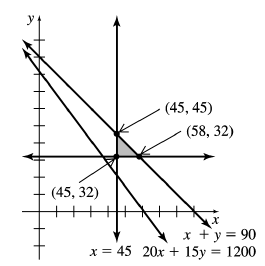 y
(45, 45)
(58, 32)
(45, 32)
x
x + y = 90
x = 45 20x + 15y = 1200